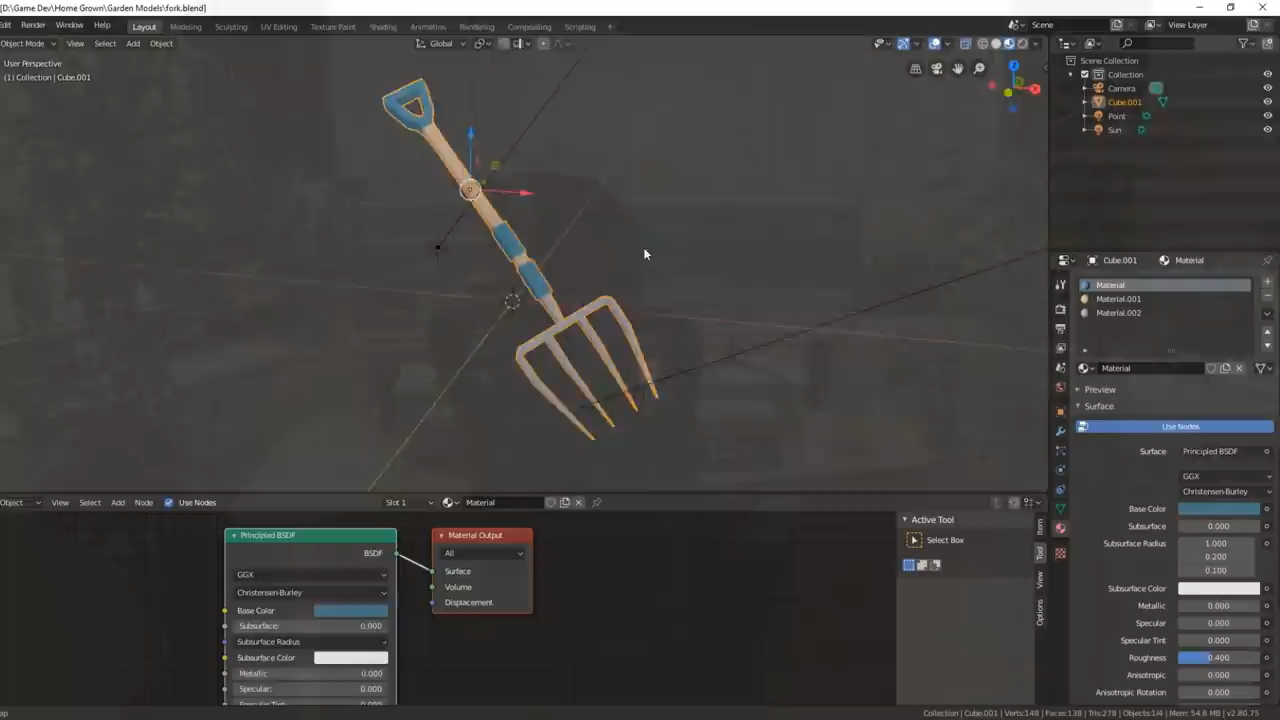 [D:\Game Dev\Home Grown\Garden Models\fork.blend]
Edit Render Window Help Layout Modeling Sculpting UV Editing Texture Paint Shading Animation Rendering Compositing Scripting + Scene View Layer
Object Mode View Select Add Object Global
User Perspective
(1) Collection | Cube.001
Scene Collection
Collection
Camera
Cube.001
Point
Sun
Cube.001 Material
Material
Material.001
Material.002
Material
Preview
Surface
Use Nodes
Surface Principled BSDF
GGX
Christensen-Burley
Base Color
Subsurface 0.000
Subsurface Radius 1.000
0.200
0.100
Subsurface Color
Metallic 0.000
Specular 0.000
Specular Tint 0.000
Roughness 0.400
Anisotropic 0.000
Anisotropic Rotation 0.000
Object View Select Add Node Use Nodes Slot 1 Material
Principled BSDF
BSDF
GGX
Christensen-Burley
Base Color
Subsurface: 0.000
Subsurface Radius
Subsurface Color
Metallic: 0.000
Specular: 0.000
Material Output
All
Surface
Volume
Displacement
Active Tool
Select Box
Item
Tool
View
Options
Collection | Cube.001 | Verts:148 | Faces:138 | Tris:278 | Objects:1/4 | Mem: 54.6 MB | v2.80.75